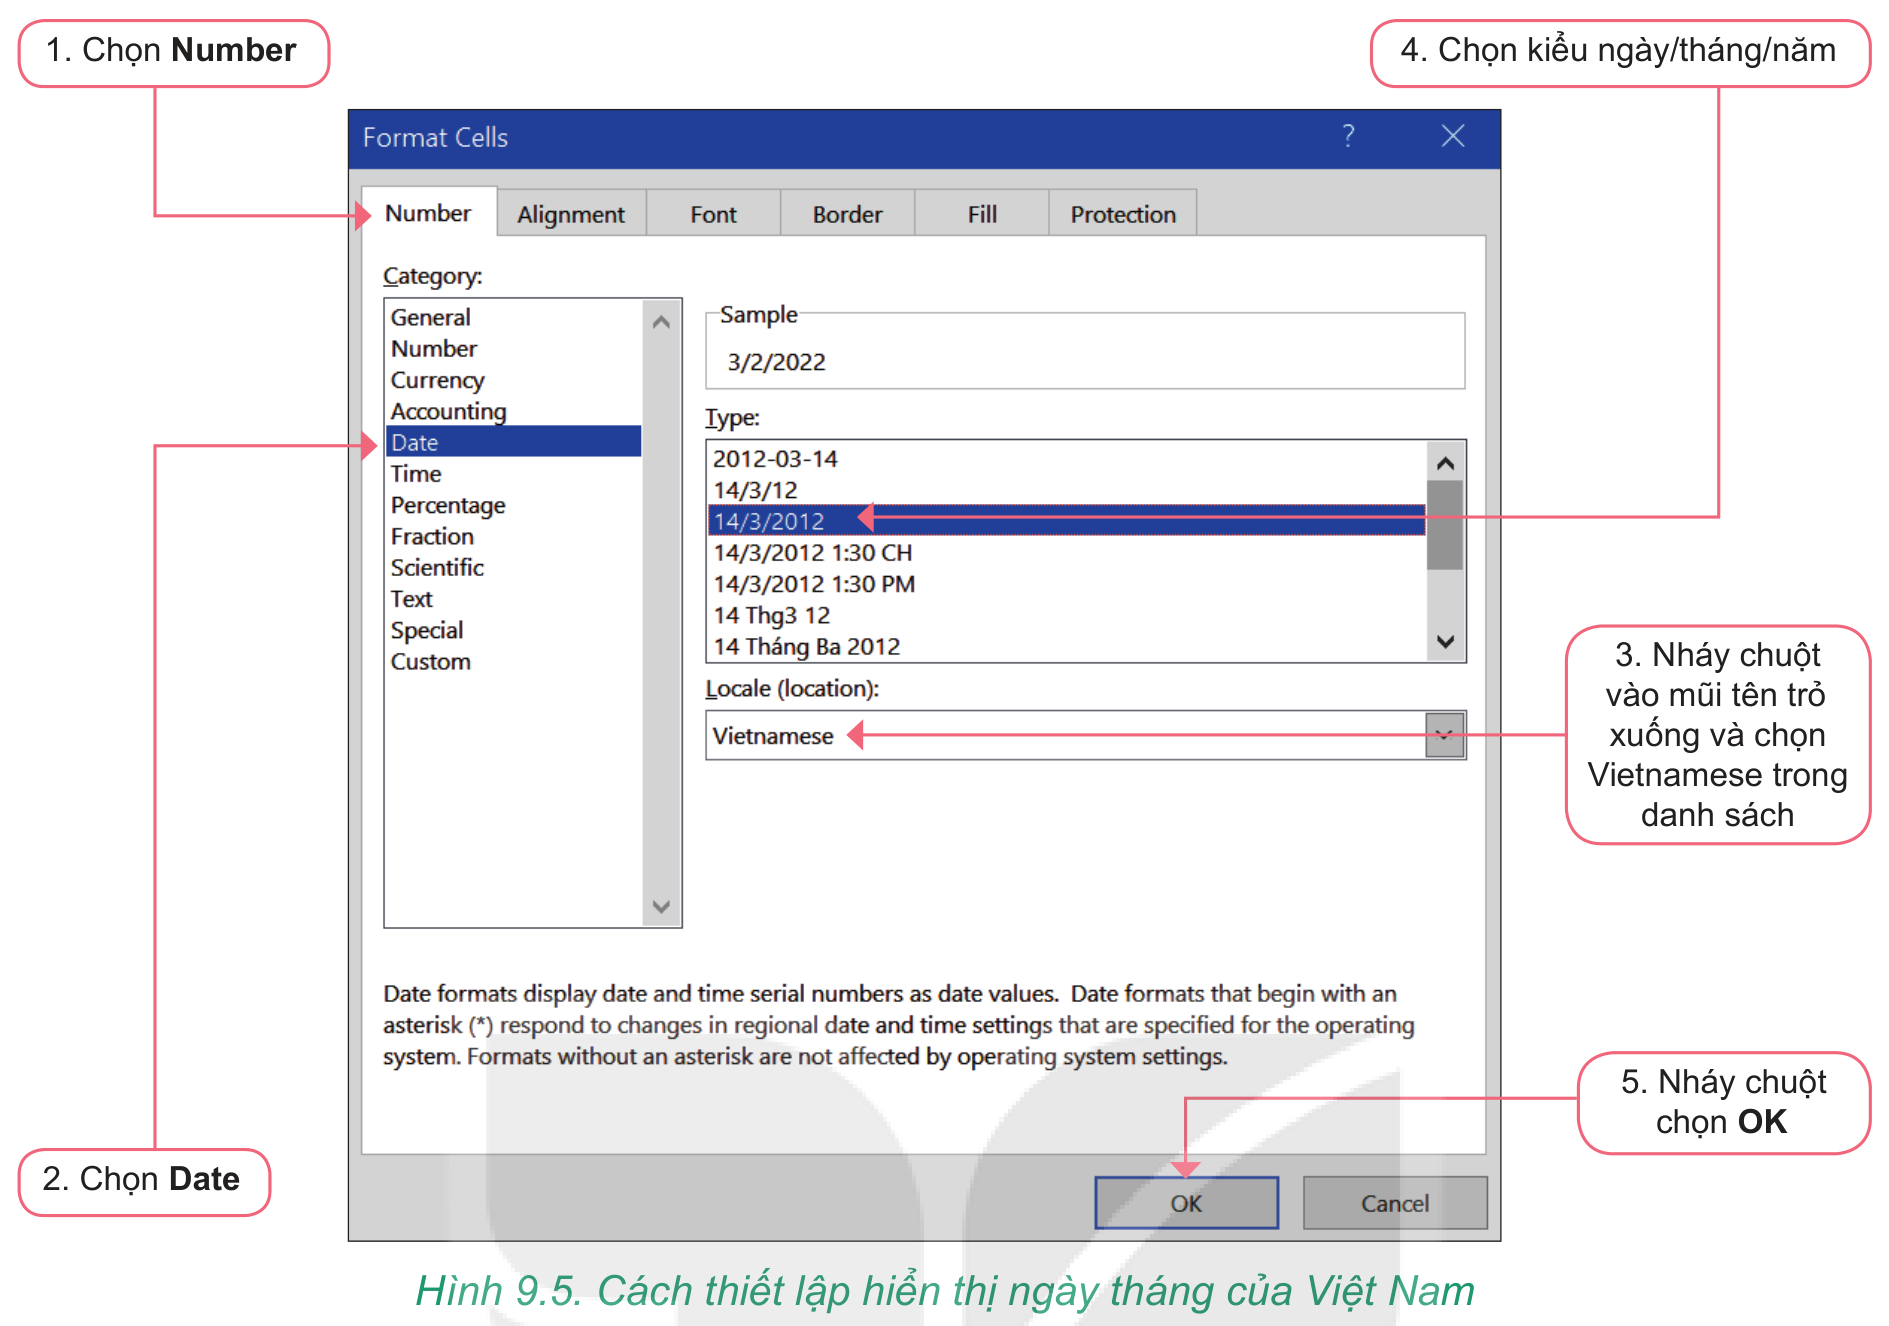 1. Chọn Number
4. Chọn kiểu ngày/tháng/năm
Format Cells
?
Number Alignment Font Border Fill Protection
Category:
General
Number
Currency
Accounting
Date
Time
Percentage
Fraction
Scientific
Text
Special
Custom
Sample
3/2/2022
Type:
2012-03-14
14/3/12
14/3/2012
14/3/2012 1:30 CH
14/3/2012 1:30 PM
14 Thg3 12
14 Tháng Ba 2012
Locale (location):
Vietnamese
3. Nháy chuột
vào mũi tên trỏ
xuống và chọn
Vietnamese trong
danh sách
Date formats display date and time serial numbers as date values. Date formats that begin with an
asterisk (*) respond to changes in regional date and time settings that are specified for the operating
system. Formats without an asterisk are not affected by operating system settings.
5. Nháy chuột
chọn OK
2. Chọn Date
OK Cancel
Hình 9.5. Cách thiết lập hiển thị ngày tháng của Việt Nam